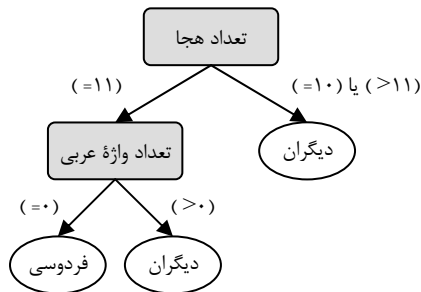 تعداد هجا
(=۱۱)
(=۱۰) یا (>۱۱)
تعداد واژهٔ عربی
دیگران
(=۰)
(>۰)
فردوسی
دیگران